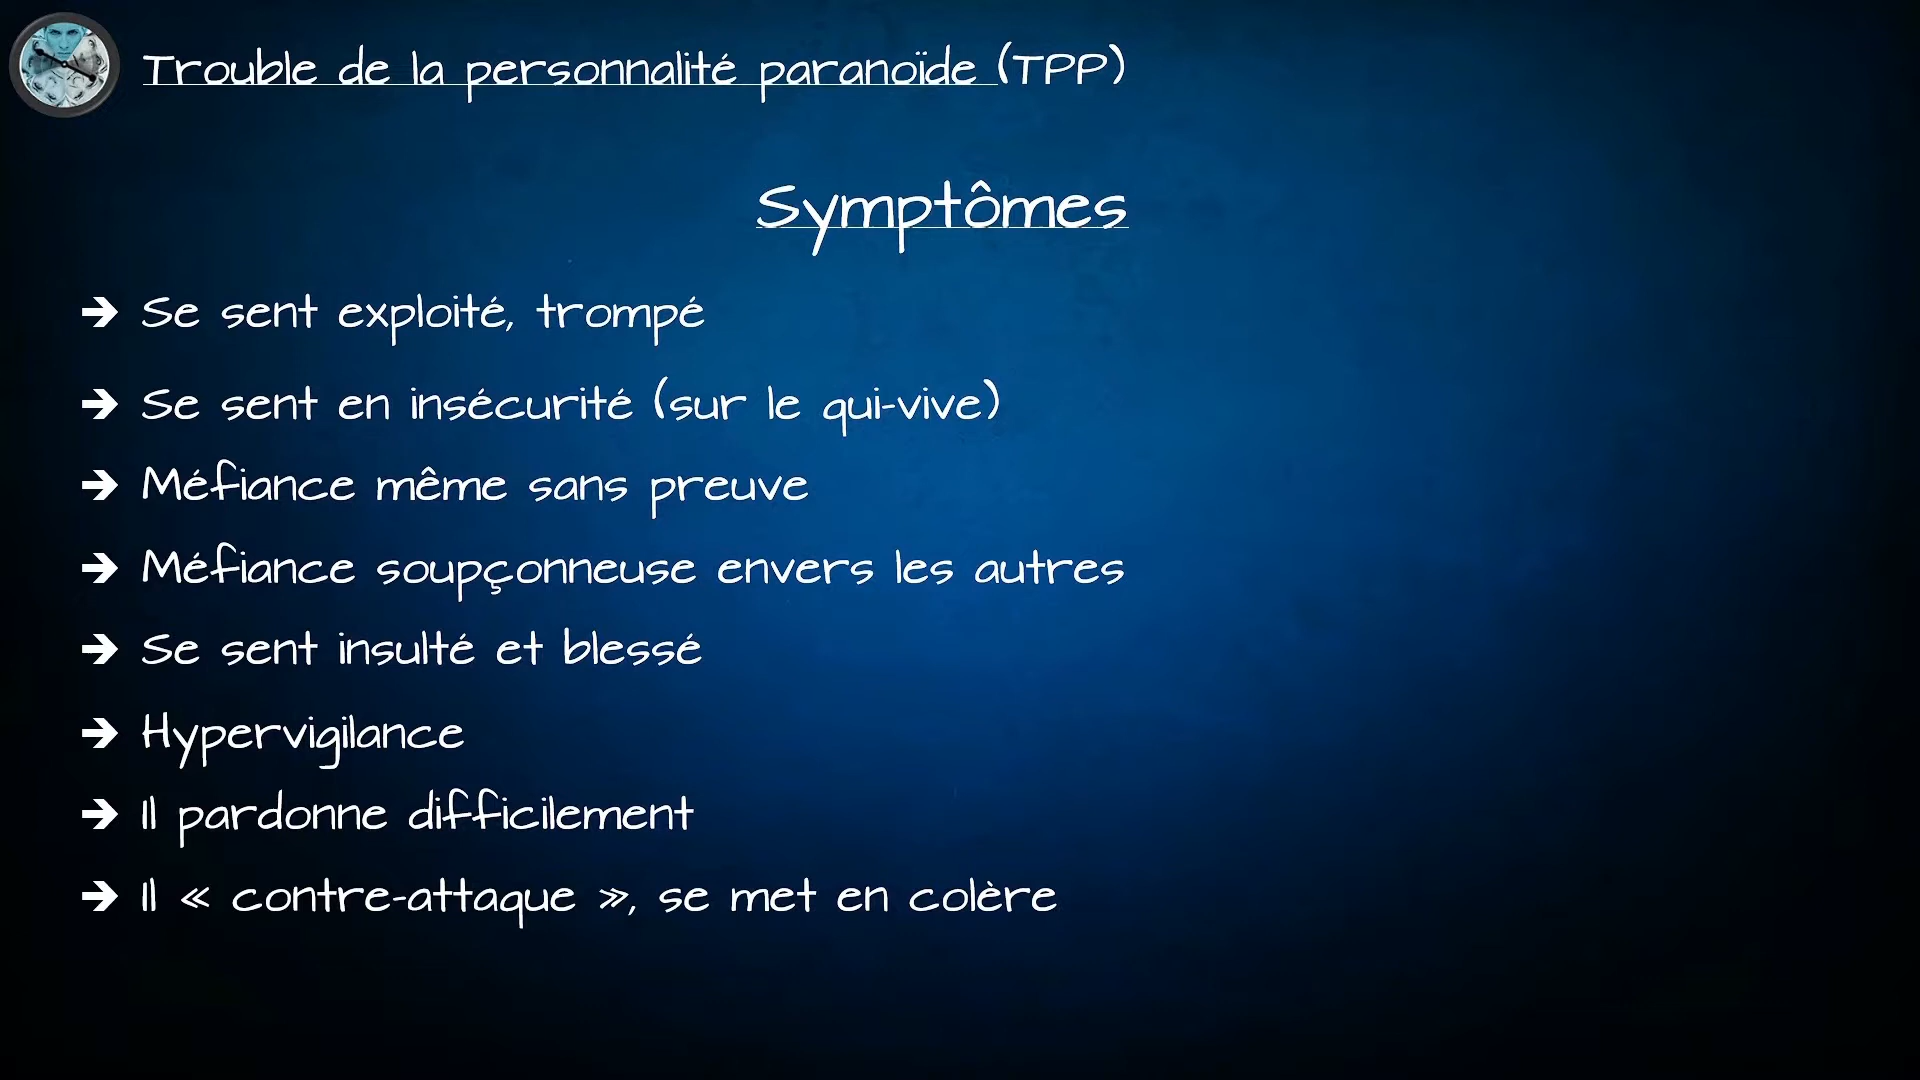 Trouble de la personnalité paranoïde (TPP)
Symptômes
➔ Se sent exploité, trompé
➔ Se sent en insécurité (sur le qui-vive)
➔ Méfiance même sans preuve
➔ Méfiance soupçonneuse envers les autres
➔ Se sent insulté et blessé
➔ Hypervigilance
➔ Il pardonne difficilement
➔ Il « contre-attaque », se met en colère